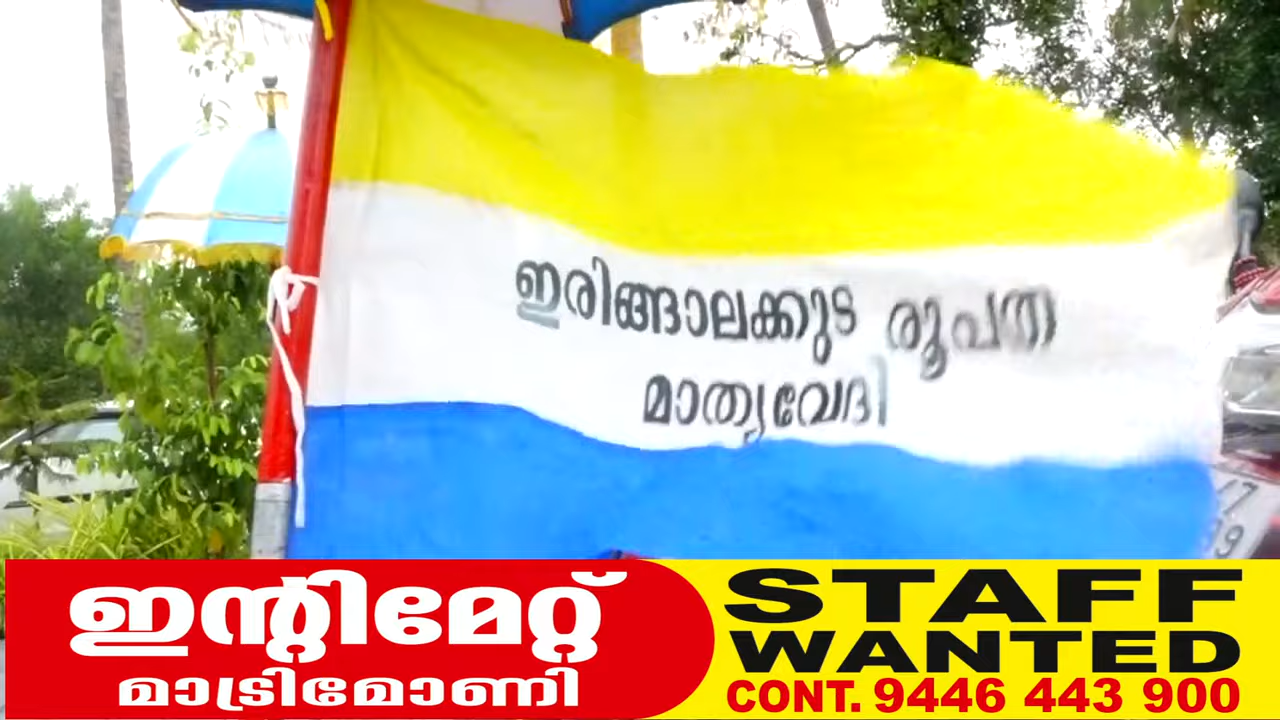 ഇരിങ്ങാലക്കുട രൂപത
മാതൃവേദി
ഇന്റിമേറ്റ്
മാട്രിമോണി
STAFF
WANTED
CONT. 9446 443 900